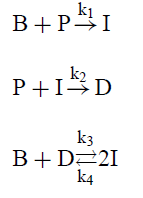 B + P k₁→ I
P + I k₂→ D
B + D k₃⇄k₄ 2I